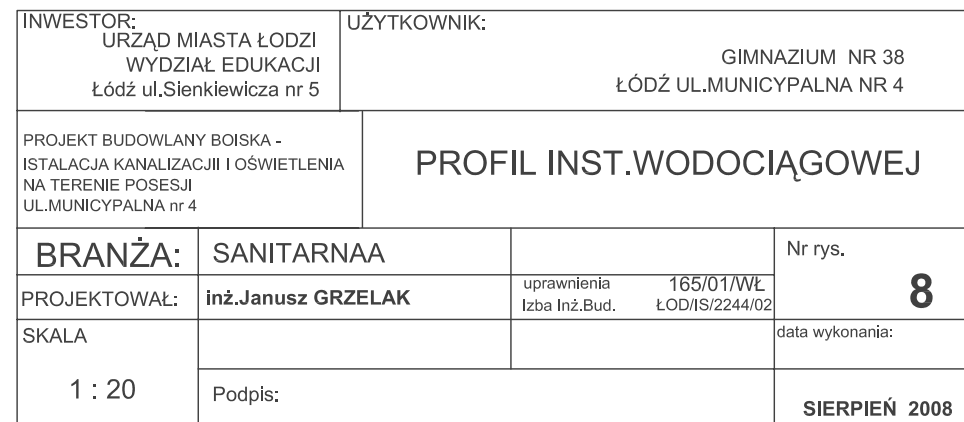 INWESTOR:
URZĄD MIASTA ŁODZI
WYDZIAŁ EDUKACJI
Łódź ul.Sienkiewicza nr 5
UŻYTKOWNIK:
GIMNAZIUM NR 38
ŁÓDŹ UL.MUNICYPALNA NR 4
PROJEKT BUDOWLANY BOISKA -
ISTALACJA KANALIZACJII I OŚWIETLENIA
NA TERENIE POSESJI
UL.MUNICYPALNA nr 4
PROFIL INST.WODOCIĄGOWEJ
BRANŻA: SANITARNAA
Nr rys.
8
PROJEKTOWAŁ: inż.Janusz GRZELAK
uprawnienia 165/01/WŁ
Izba Inż.Bud. ŁOD/IS/2244/02
SKALA
1 : 20
Podpis:
data wykonania:
SIERPIEŃ 2008